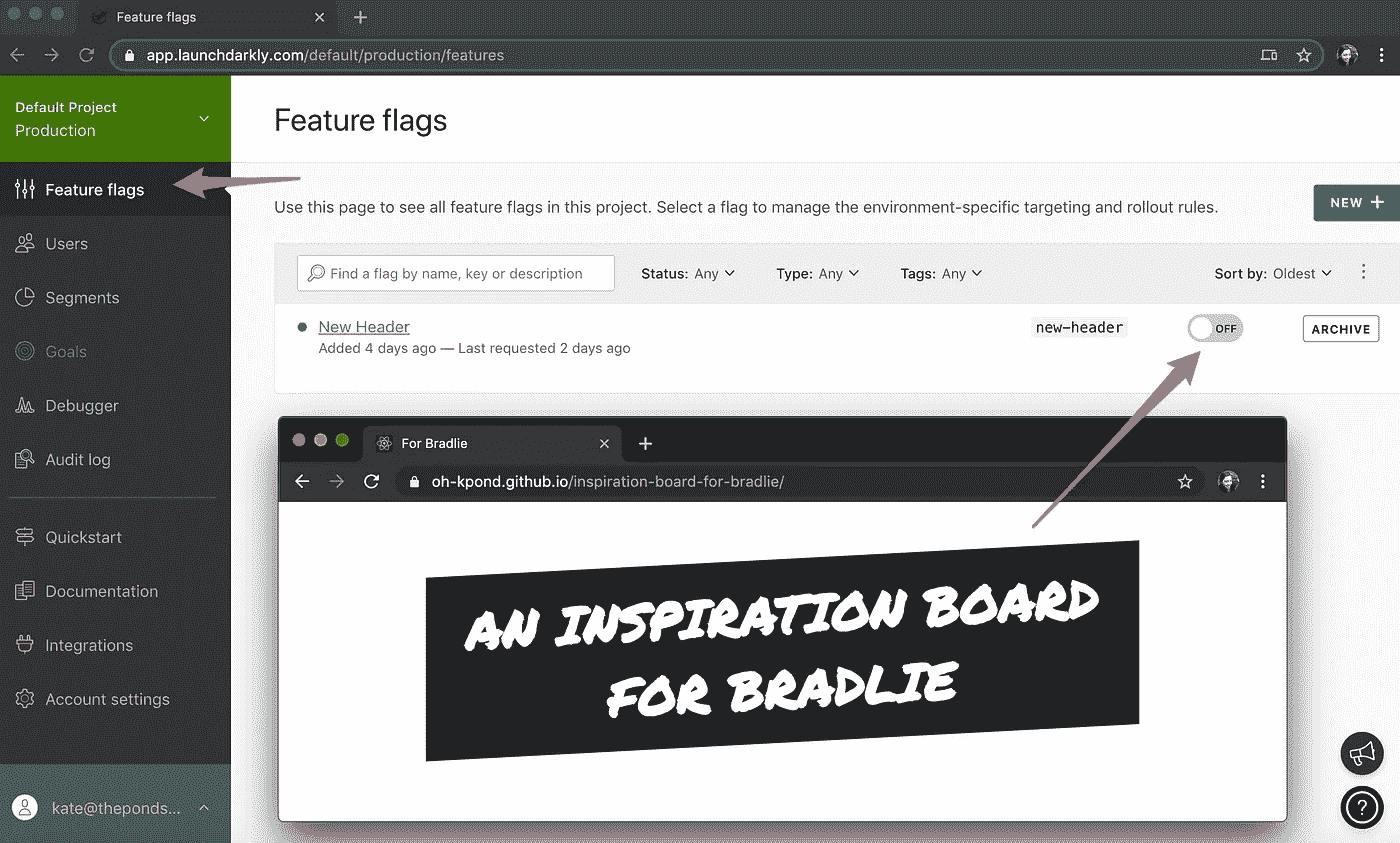 Feature flags
app.launchdarkly.com/default/production/features
Default Project
Production
Feature flags
Users
Segments
Goals
Debugger
Audit log
Quickstart
Documentation
Integrations
Account settings
kate@theponds...
Feature flags
Use this page to see all feature flags in this project. Select a flag to manage the environment-specific targeting and rollout rules.
NEW +
Find a flag by name, key or description
Status: Any
Type: Any
Tags: Any
Sort by: Oldest
New Header
new-header
OFF
ARCHIVE
Added 4 days ago — Last requested 2 days ago
For Bradlie
oh-kpond.github.io/inspiration-board-for-bradlie/
AN INSPIRATION BOARD
FOR BRADLIE
?